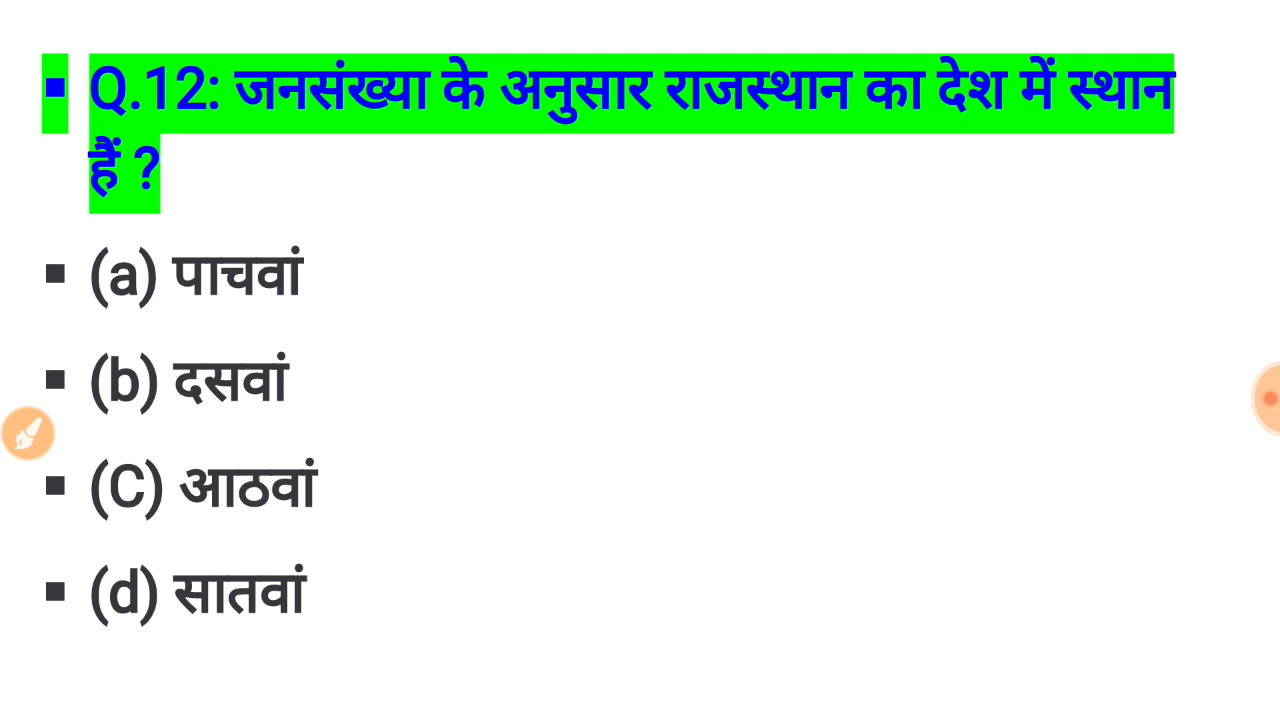 ▪ Q.12: जनसंख्या के अनुसार राजस्थान का देश में स्थान
हैं ?
▪ (a) पाचवां
▪ (b) दसवां
▪ (C) आठवां
▪ (d) सातवां